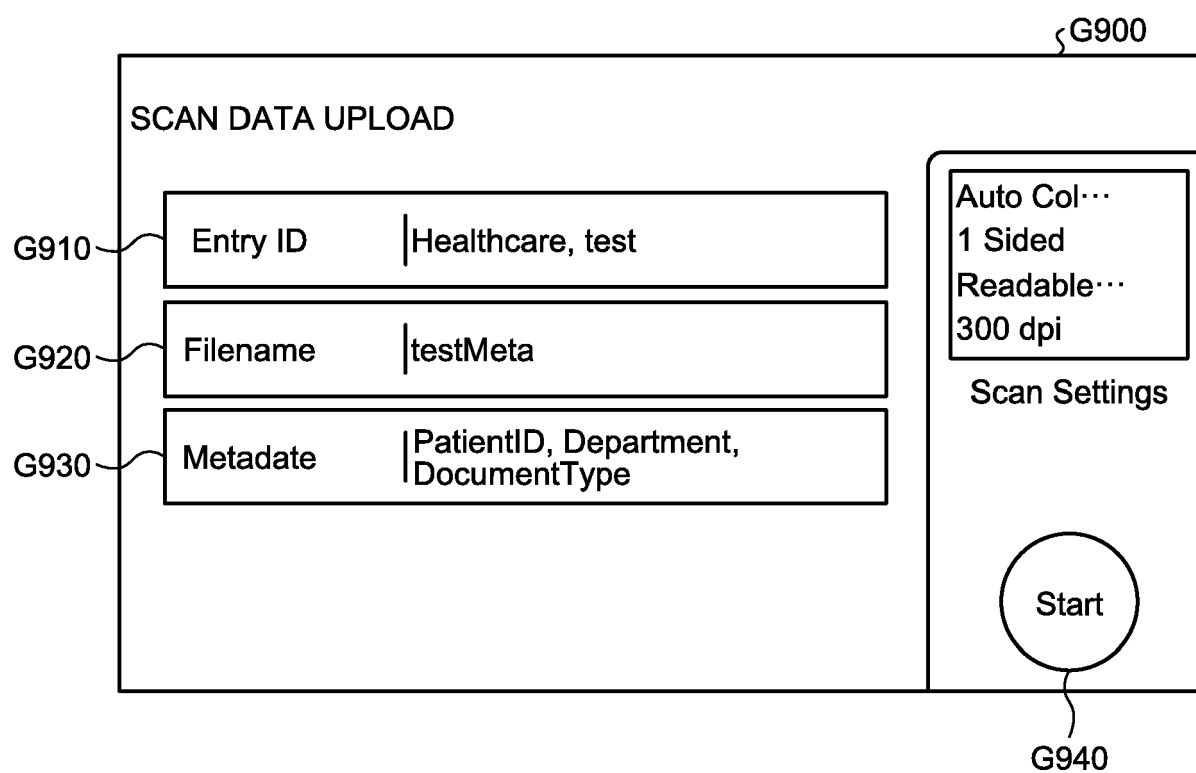 G900
SCAN DATA UPLOAD
G910
Entry ID
Healthcare, test
G920
Filename
testMeta
G930
Metadate
PatientID, Department,
DocumentType
Auto Col···
1 Sided
Readable···
300 dpi
Scan Settings
Start
G940